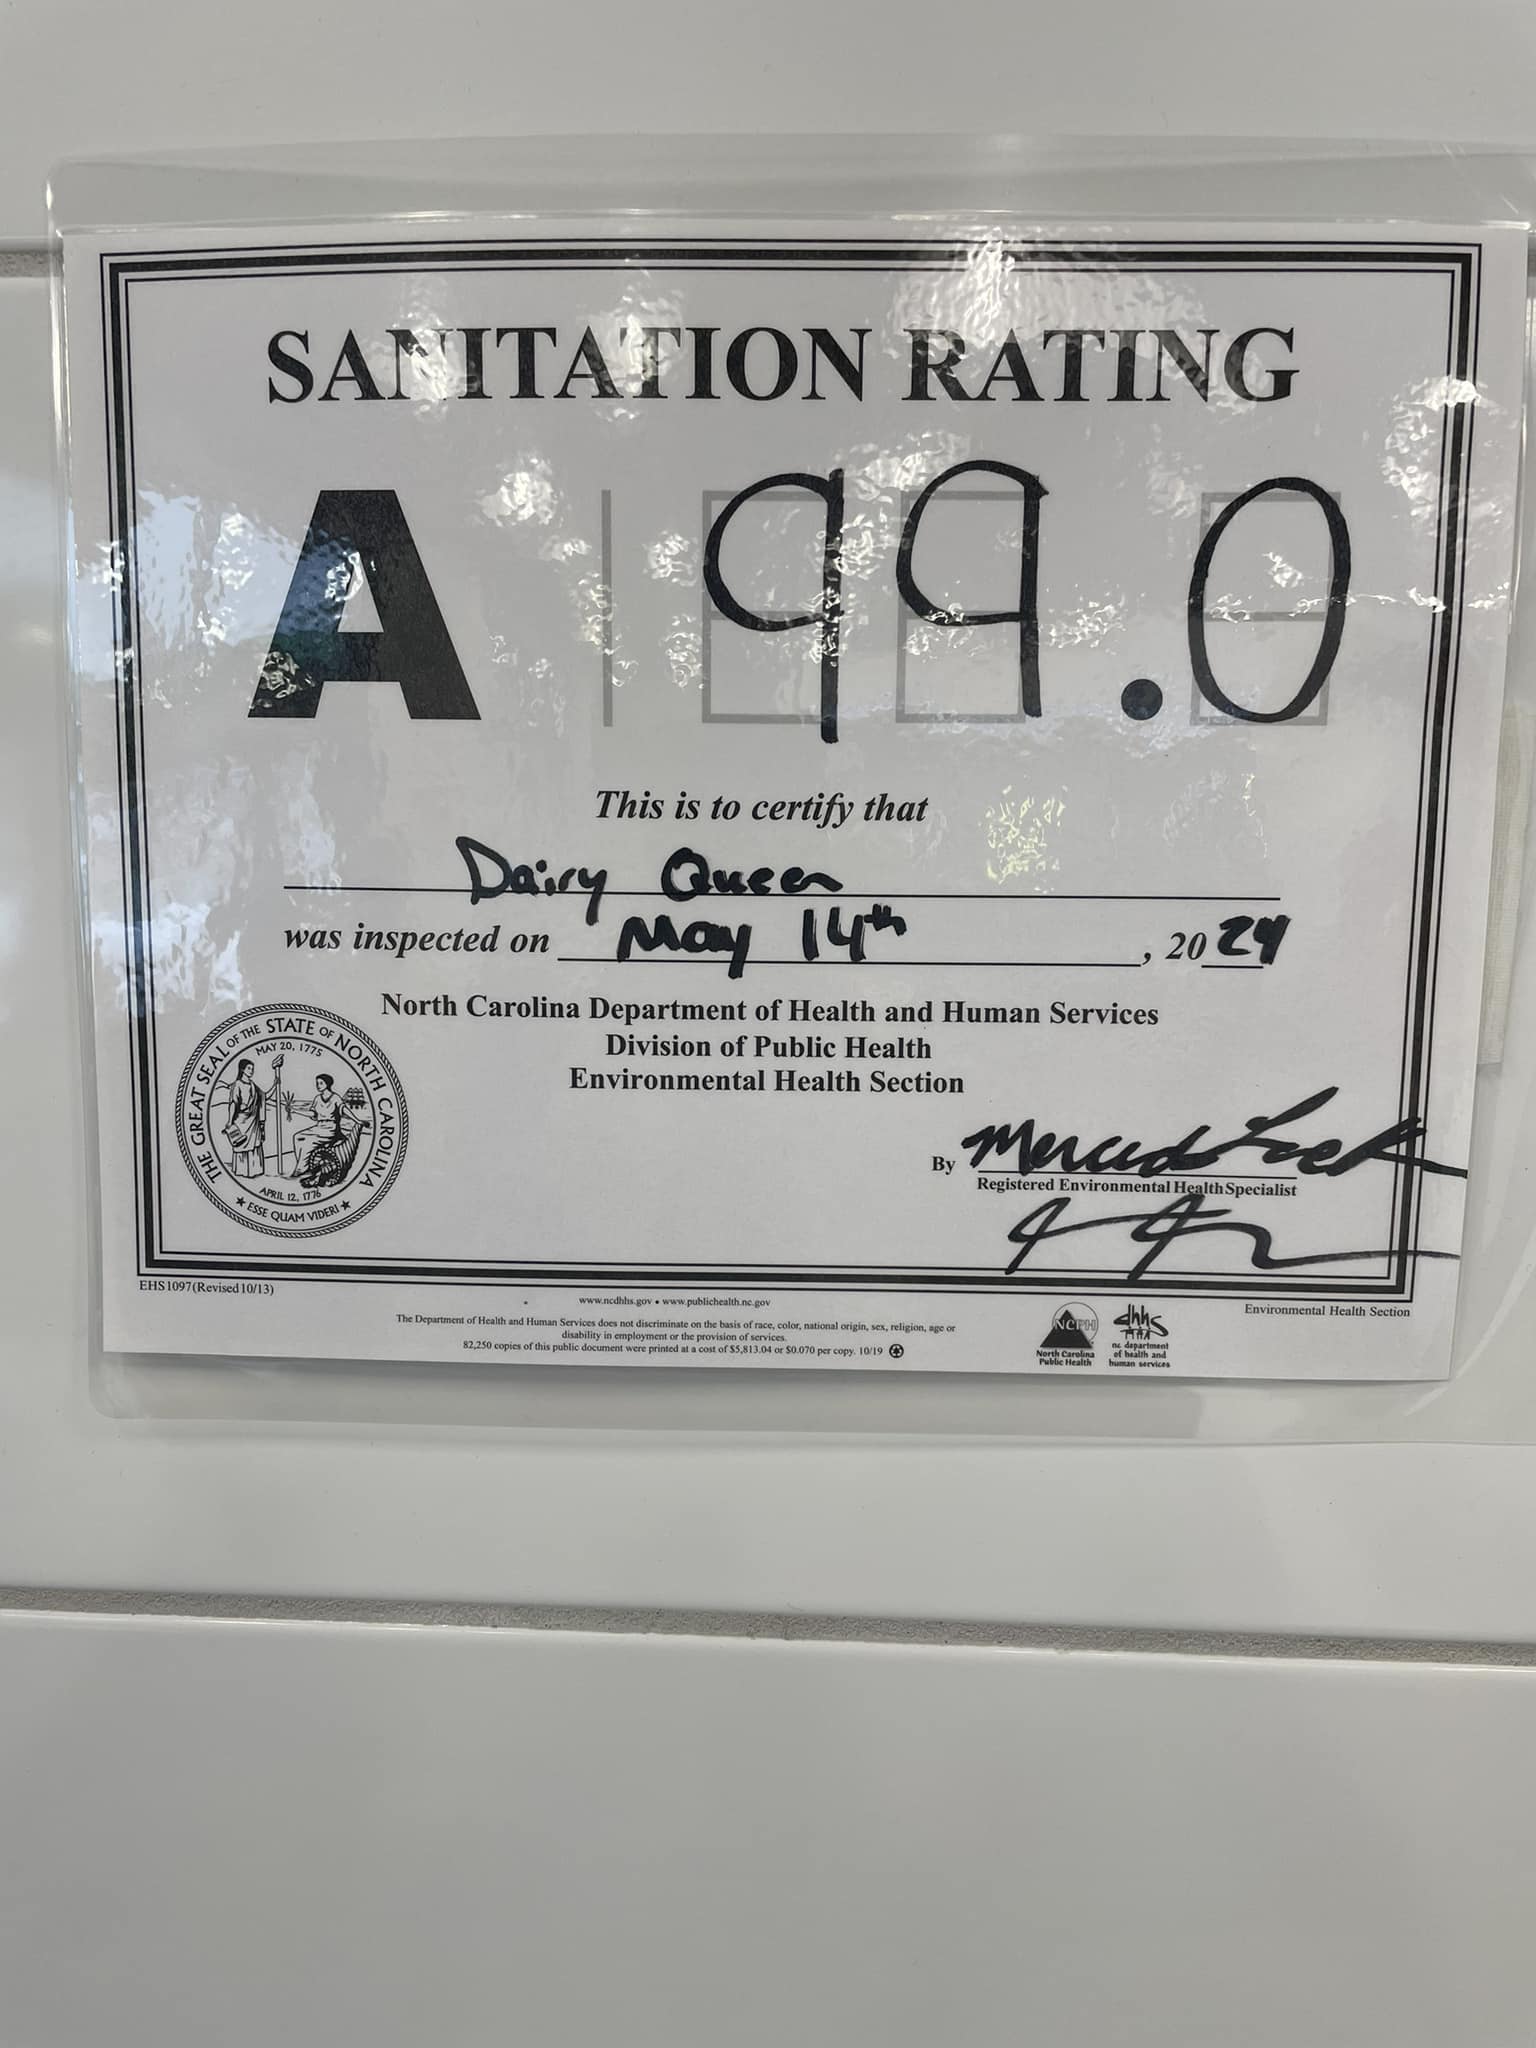 SANITATION RATING
A 99.0
This is to certify that
Dairy Queen
was inspected on May 14th, 2024
North Carolina Department of Health and Human Services
Division of Public Health
Environmental Health Section
THE GREAT SEAL OF THE STATE OF NORTH CAROLINA
MAY 20, 1775
APRIL 12, 1776
★ ESSE QUAM VIDERI ★
By
Registered Environmental Health Specialist
EHS1097(Revised 10/13)
www.ncdhhs.gov • www.publichealth.nc.gov
Environmental Health Section
The Department of Health and Human Services does not discriminate on the basis of race, color, national origin, sex, religion, age or
disability in employment or the provision of services.
82,250 copies of this public document were printed at a cost of $5,813.04 or $0.070 per copy. 10/19
NCPH
North Carolina
Public Health
dhhs
nc department
of health and
human services